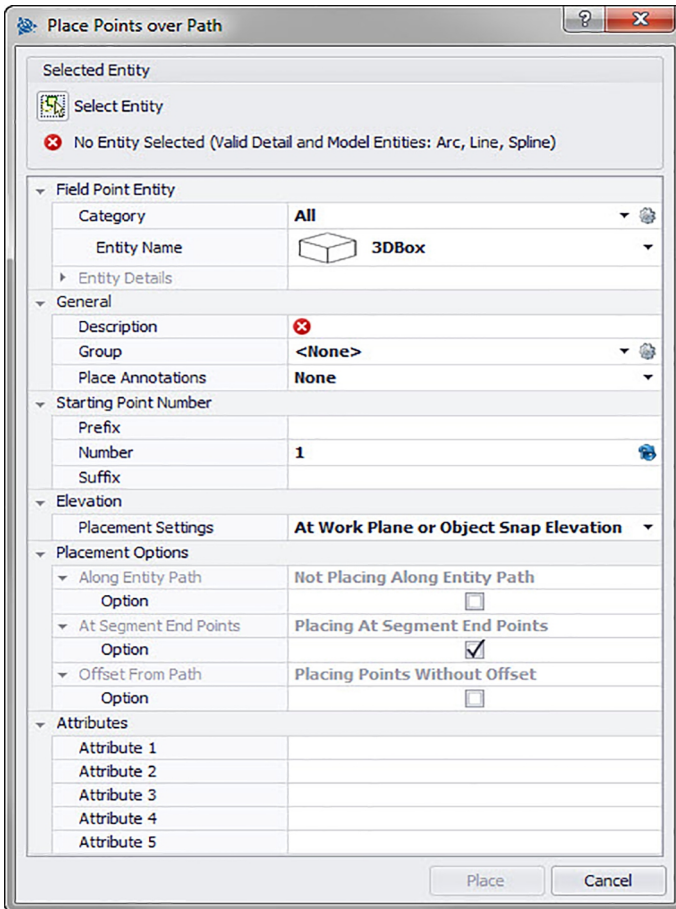 Place Points over Path
?
Selected Entity
Select Entity
No Entity Selected (Valid Detail and Model Entities: Arc, Line, Spline)
Field Point Entity
Category All
Entity Name 3DBox
Entity Details
General
Description
Group <None>
Place Annotations None
Starting Point Number
Prefix
Number 1
Suffix
Elevation
Placement Settings At Work Plane or Object Snap Elevation
Placement Options
Along Entity Path Not Placing Along Entity Path
Option
At Segment End Points Placing At Segment End Points
Option
Offset From Path Placing Points Without Offset
Option
Attributes
Attribute 1
Attribute 2
Attribute 3
Attribute 4
Attribute 5
Place Cancel